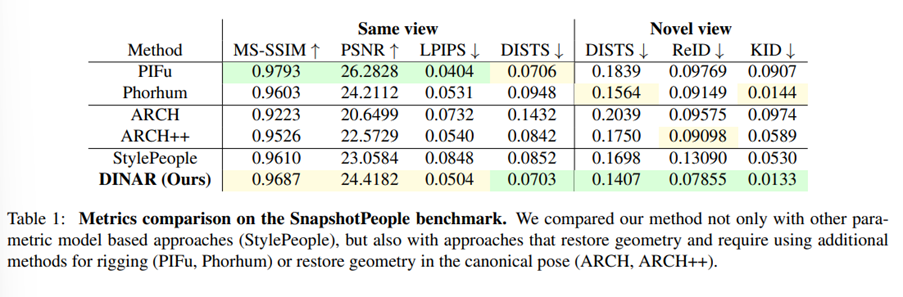 Same view Novel view
Method MS-SSIM ↑ PSNR ↑ LPIPS ↓ DISTS ↓ DISTS ↓ ReID ↓ KID ↓
PIFu 0.9793 26.2828 0.0404 0.0706 0.1839 0.09769 0.0907
Phorhum 0.9603 24.2112 0.0531 0.0948 0.1564 0.09149 0.0144
ARCH 0.9223 20.6499 0.0732 0.1432 0.2039 0.09575 0.0974
ARCH++ 0.9526 22.5729 0.0540 0.0842 0.1750 0.09098 0.0589
StylePeople 0.9610 23.0584 0.0848 0.0852 0.1698 0.13090 0.0530
DINAR (Ours) 0.9687 24.4182 0.0504 0.0703 0.1407 0.07855 0.0133
Table 1: Metrics comparison on the SnapshotPeople benchmark. We compared our method not only with other para-
metric model based approaches (StylePeople), but also with approaches that restore geometry and require using additional
methods for rigging (PIFu, Phorhum) or restore geometry in the canonical pose (ARCH, ARCH++).